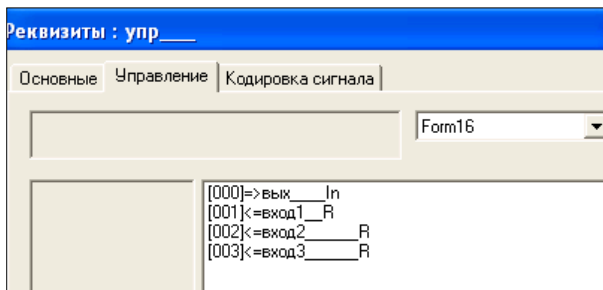 Реквизиты : упр____
Основные Управление Кодировка сигнала
Form16
[000]=>вых____In
[001]<=вход1__R
[002]<=вход2______R
[003]<=вход3______R